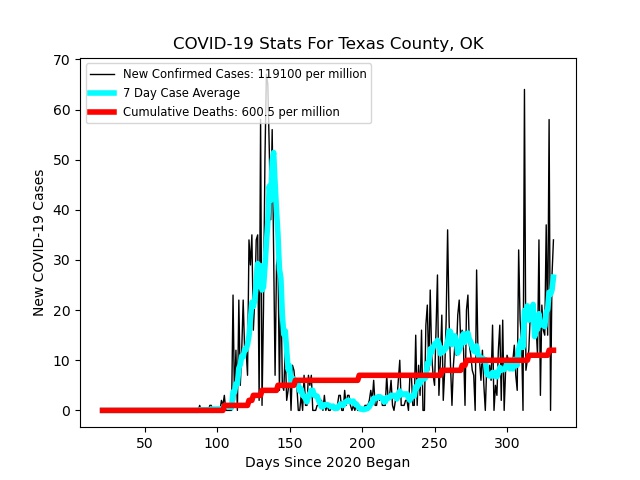 COVID-19 Stats For Texas County, OK
New Confirmed Cases: 119100 per million
7 Day Case Average
Cumulative Deaths: 600.5 per million
New COVID-19 Cases
70
60
50
40
30
20
10
0
50
100
150
200
250
300
Days Since 2020 Began